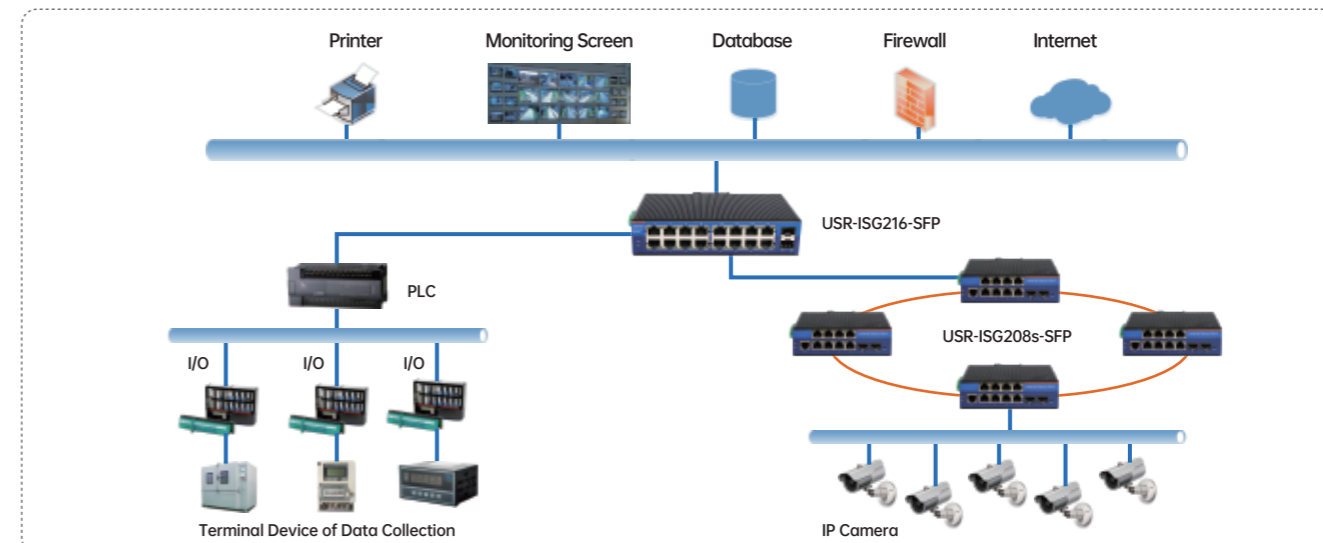 Printer
Monitoring Screen
Database
Firewall
Internet
USR-ISG216-SFP
PLC
USR-ISG208s-SFP
I/O
I/O
I/O
Terminal Device of Data Collection
IP Camera